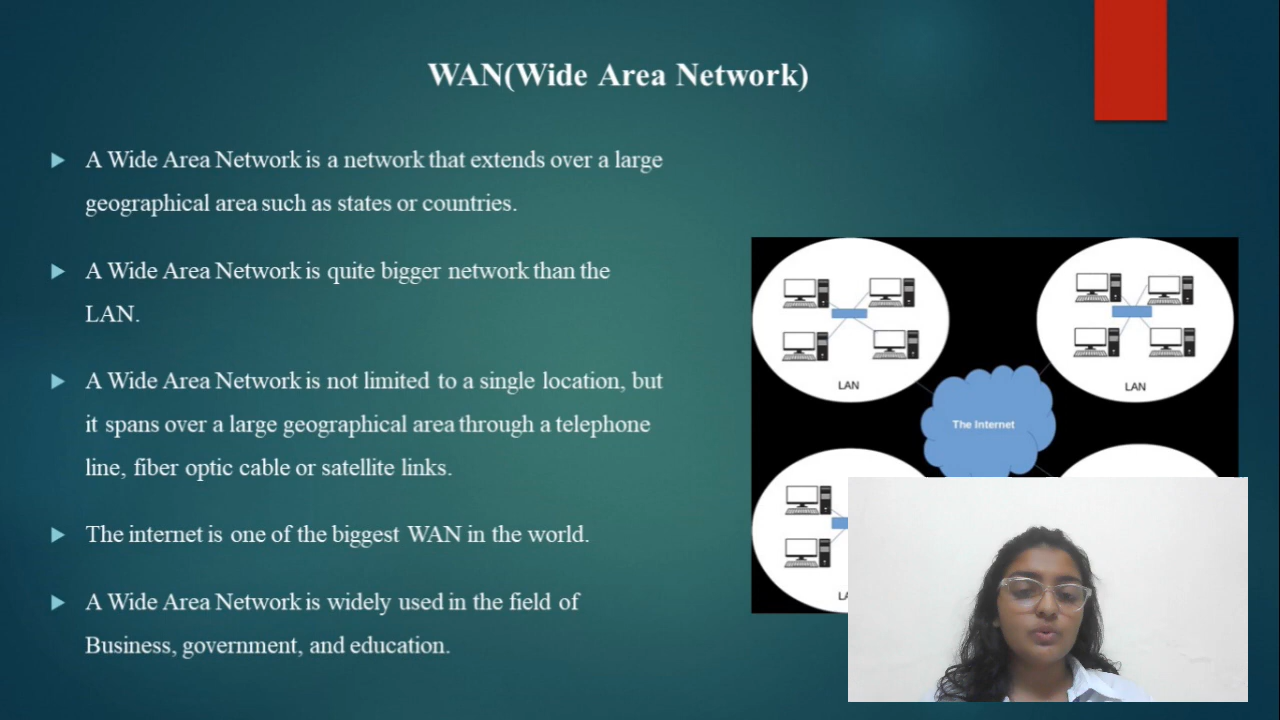 WAN(Wide Area Network)
A Wide Area Network is a network that extends over a large
geographical area such as states or countries.
A Wide Area Network is quite bigger network than the
LAN.
A Wide Area Network is not limited to a single location, but
it spans over a large geographical area through a telephone
line, fiber optic cable or satellite links.
The internet is one of the biggest WAN in the world.
A Wide Area Network is widely used in the field of
Business, government, and education.
LAN
LAN
The Internet